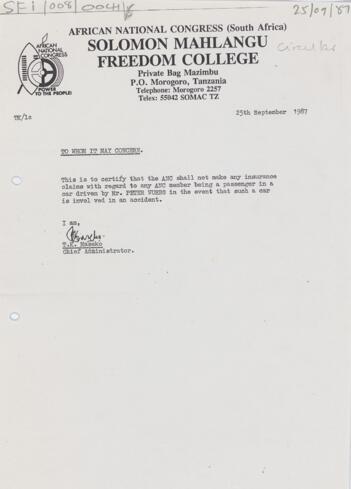 SFI/008/0041/
25/09/87
AFRICAN NATIONAL CONGRESS (South Africa)
circular
SOLOMON MAHLANGU
FREEDOM COLLEGE
AFRICAN
NATIONAL
CONGRESS
POWER
TO THE PEOPLE!
Private Bag Mazimbu
P.O. Morogoro, Tanzania
Telephone: Morogoro 2257
Telex: 55042 SOMAC TZ
TK/1c
25th September 1987
TO WHOM IT MAY CONCERN.
This is to certify that the ANC shall not make any insurance
claims with regard to any ANC member being a passenger in a
car driven by Mr. PETER in the event that such a car
is involved in an accident.
I am,
T.K. Maseko
Chief Administrator.